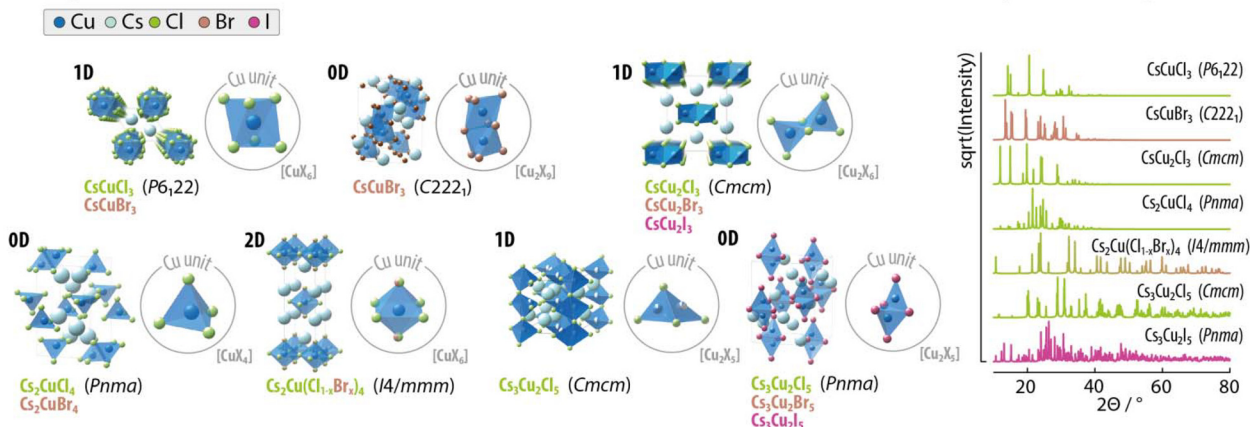 Cu Cs Cl Br I
1D
Cu unit
[CuX₆]
CsCuCl₃ (P6₁22)
CsCuBr₃
0D
Cu unit
[Cu₂X₉]
CsCuBr₃ (C222₁)
1D
Cu unit
[Cu₂X₆]
CsCu₂Cl₃ (Cmcm)
CsCu₂Br₃
CsCu₂I₃
0D
Cu unit
[CuX₄]
Cs₂CuCl₄ (Pnma)
Cs₂CuBr₄
2D
Cu unit
[CuX₆]
Cs₂Cu(Cl₁₋ₓBrₓ)₄ (I4/mmm)
1D
Cu unit
[Cu₂X₅]
Cs₃Cu₂Cl₅ (Cmcm)
0D
Cu unit
[Cu₂X₅]
Cs₃Cu₂Cl₅ (Pnma)
Cs₃Cu₂Br₅
Cs₃Cu₂I₅
sqrt(Intensity)
CsCuCl₃ (P6₁22)
CsCuBr₃ (C222₁)
CsCu₂Cl₃ (Cmcm)
Cs₂CuCl₄ (Pnma)
Cs₂Cu(Cl₁₋ₓBrₓ)₄ (I4/mmm)
Cs₃Cu₂Cl₅ (Cmcm)
Cs₃Cu₂I₅ (Pnma)
20 40 60 80
2Θ / °